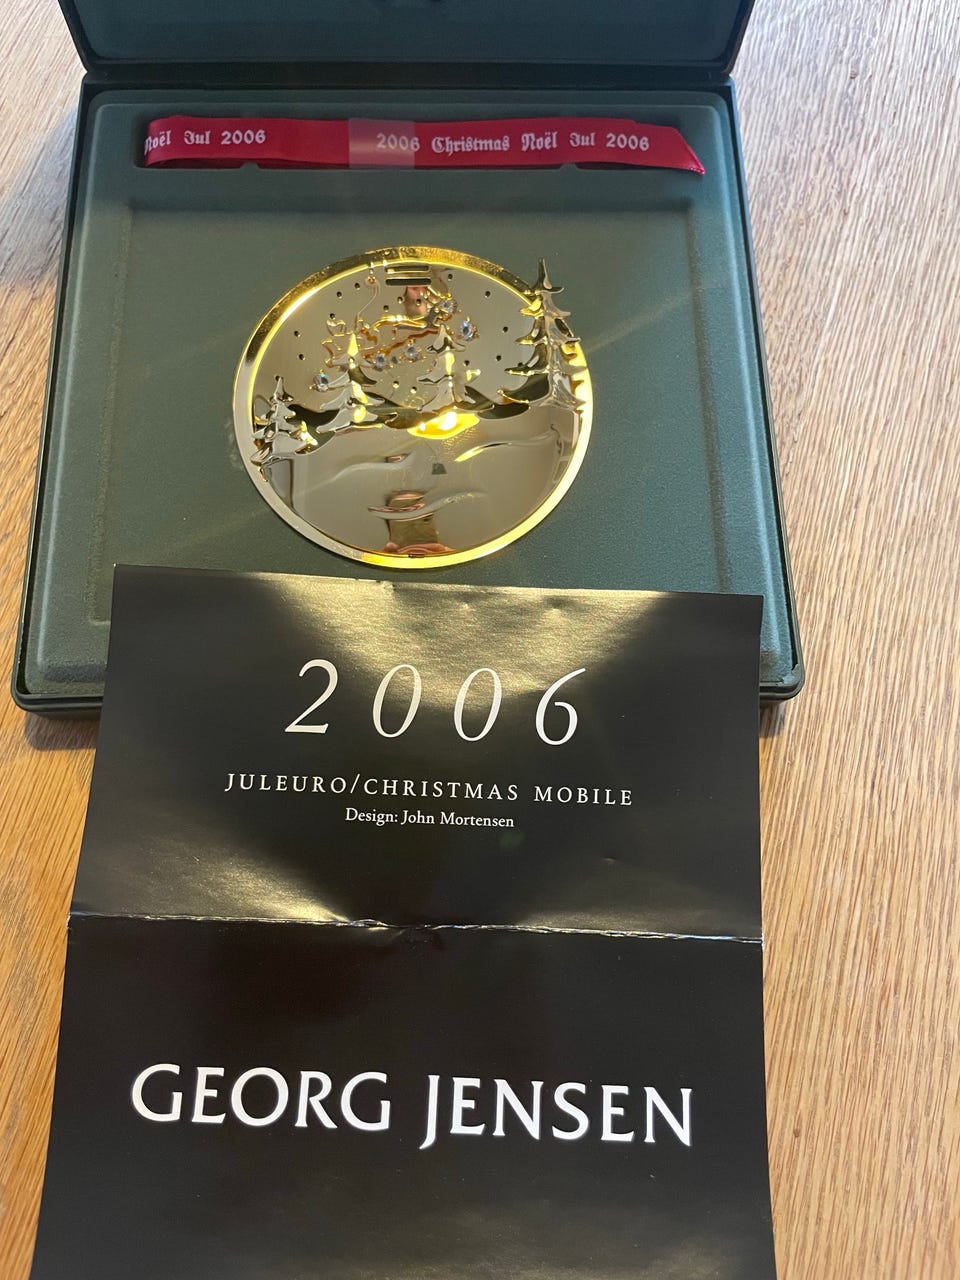 Noël Jul 2006 2006 Christmas Noël Jul 2006
2006
JULEURO/CHRISTMAS MOBILE
Design: John Mortensen
GEORG JENSEN